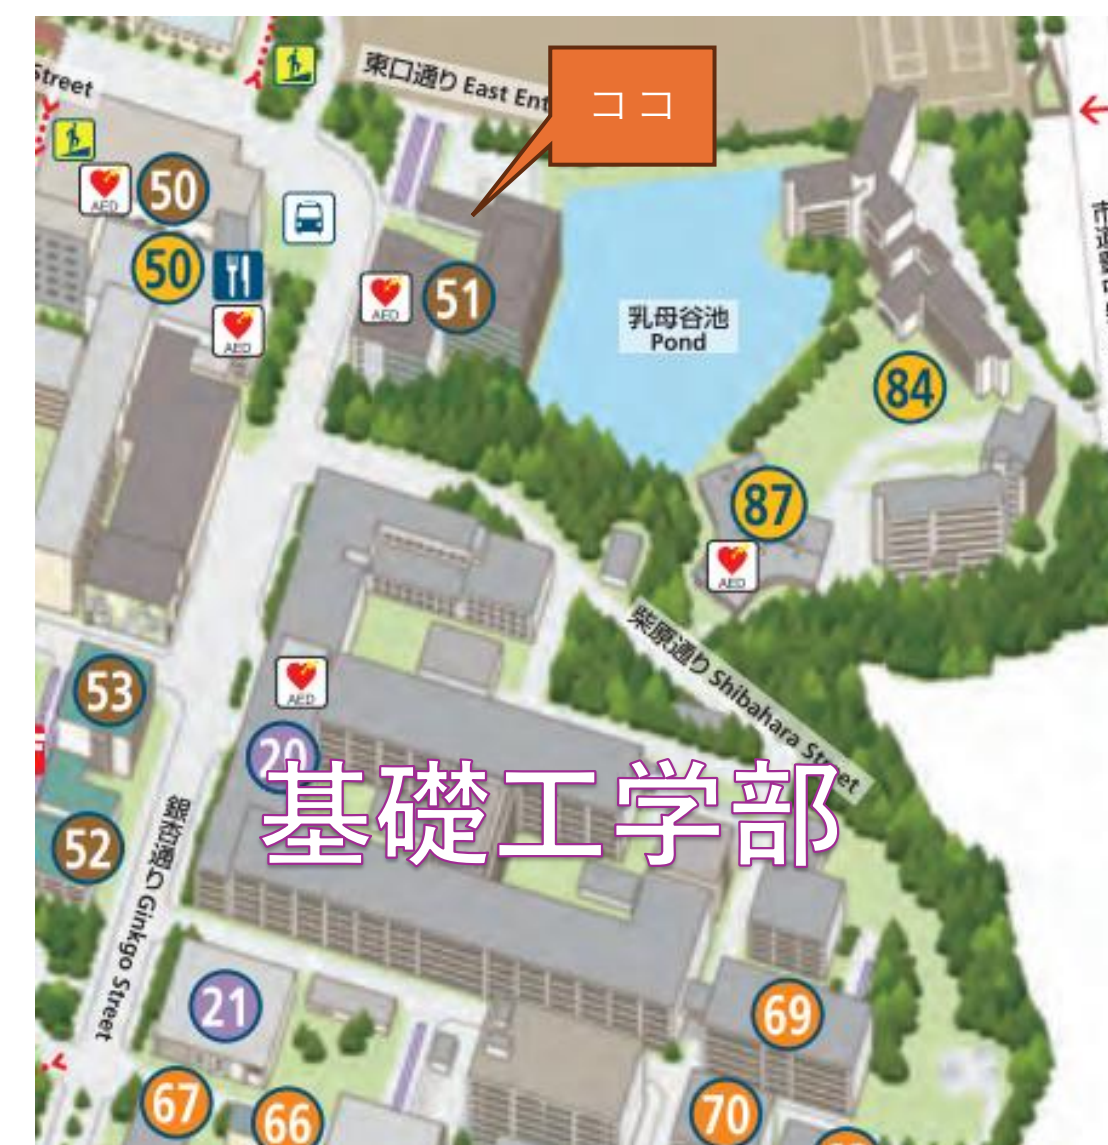 東口通り East Ent
ココ
Street
AED
50
50
AED
AED
51
乳母谷池
Pond
84
87
AED
柴原通り Shibahara Street
AED
53
20
基礎工学部
52
銀杏通り Ginkgo Street
21
69
67
66
70